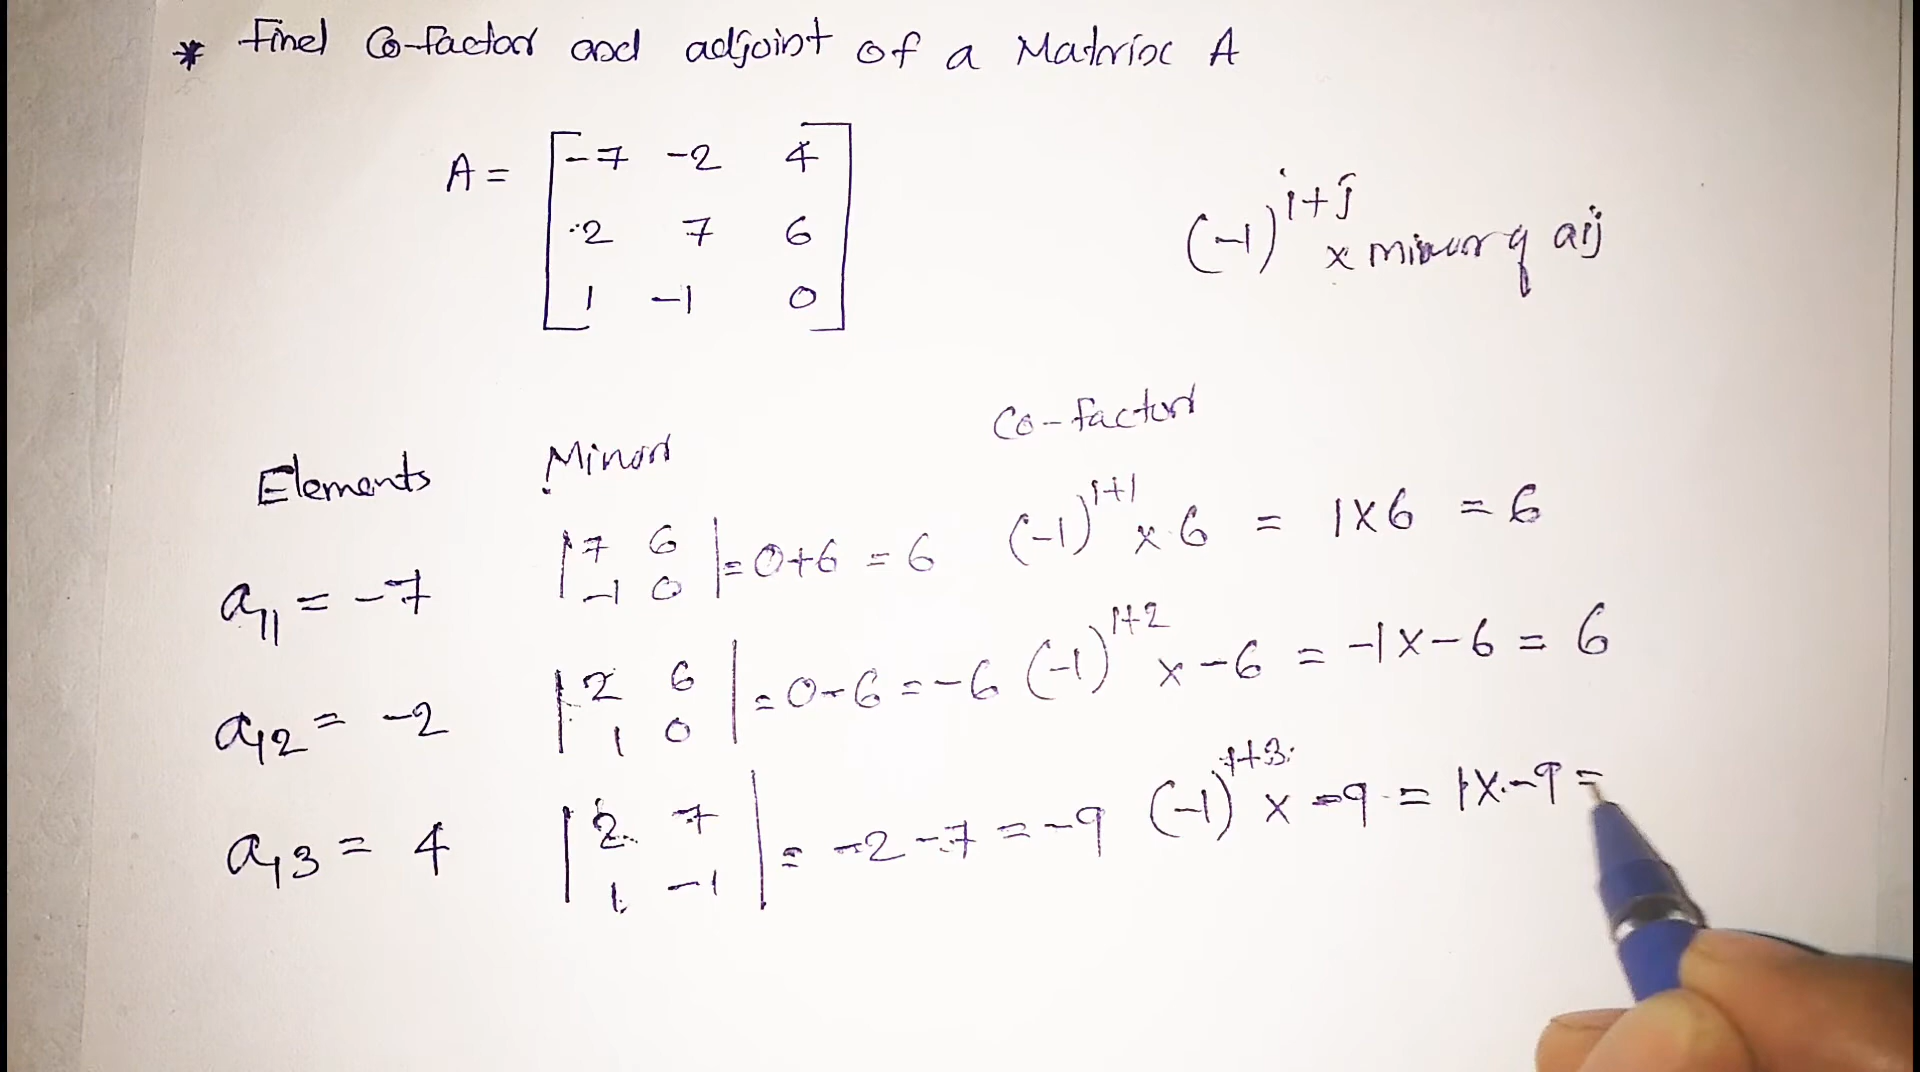 * Find Co-factor and adjoint of a Matrix A
A = [ -7 -2 4
2 7 6
1 -1 0 ]
(-1)^{i+j} x minor of aij
Elements Minor Co-factor
a11 = -7 | 7 6 -1 0 | = 0+6 = 6 (-1)^{1+1} x 6 = 1x6 = 6
a12 = -2 | 2 6 1 0 | = 0-6 = -6 (-1)^{1+2} x -6 = -1x-6 = 6
a13 = 4 | 2 7 1 -1 | = -2-7 = -9 (-1)^{1+3} x -9 = 1x-9 =